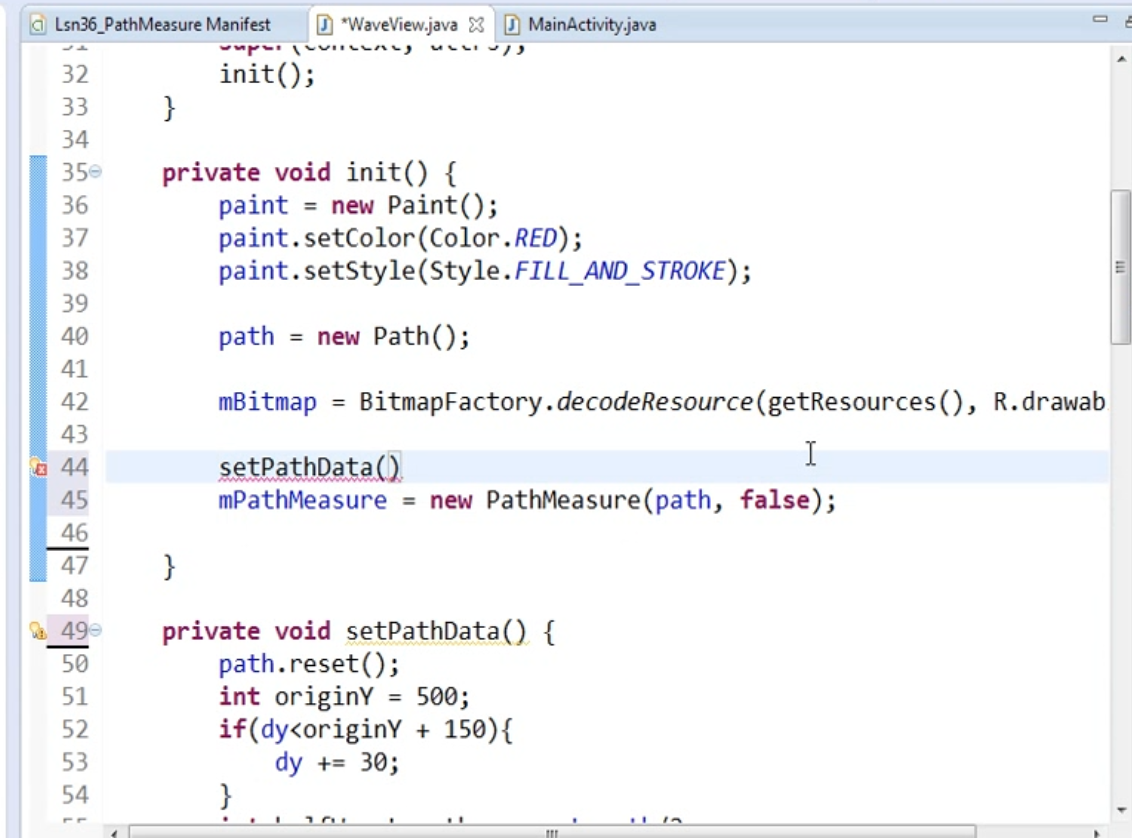 Lsn36_PathMeasure Manifest *WaveView.java MainActivity.java
31 super(context, attrs);
32 init();
33 }
34
35 private void init() {
36 paint = new Paint();
37 paint.setColor(Color.RED);
38 paint.setStyle(Style.FILL_AND_STROKE);
39
40 path = new Path();
41
42 mBitmap = BitmapFactory.decodeResource(getResources(), R.drawab
43
44 setPathData()
45 mPathMeasure = new PathMeasure(path, false);
46
47 }
48
49 private void setPathData() {
50 path.reset();
51 int originY = 500;
52 if(dy<originY + 150){
53 dy += 30;
54 }